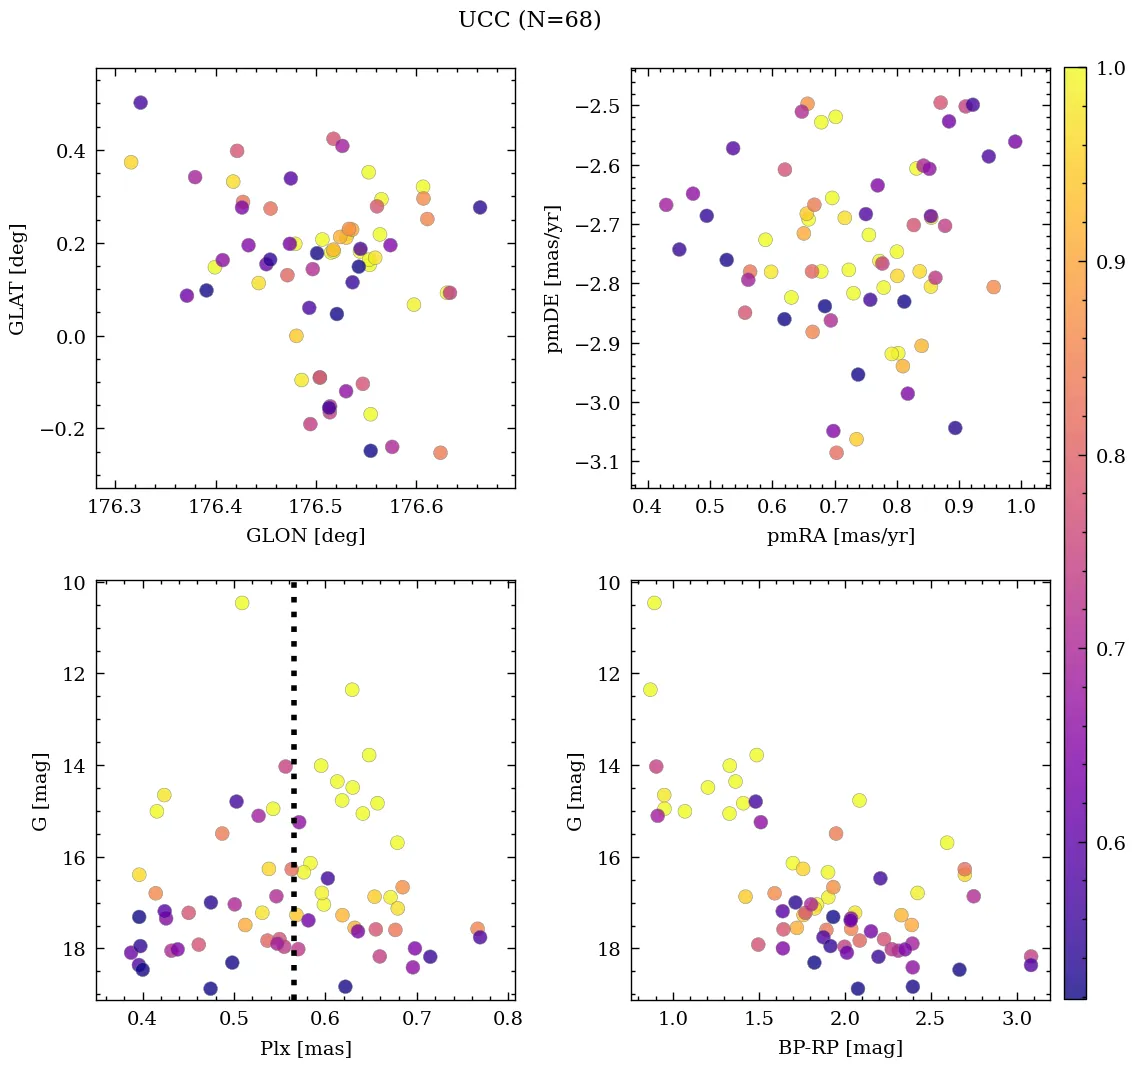 UCC (N=68)
0.4
0.2
0.0
−0.2
GLAT [deg]
176.3 176.4 176.5 176.6
GLON [deg]
−2.5
−2.6
−2.7
−2.8
−2.9
−3.0
−3.1
pmDE [mas/yr]
0.4 0.5 0.6 0.7 0.8 0.9 1.0
pmRA [mas/yr]
10
12
14
16
18
G [mag]
0.4 0.5 0.6 0.7 0.8
Plx [mas]
10
12
14
16
18
G [mag]
1.0 1.5 2.0 2.5 3.0
BP-RP [mag]
1.0
0.9
0.8
0.7
0.6